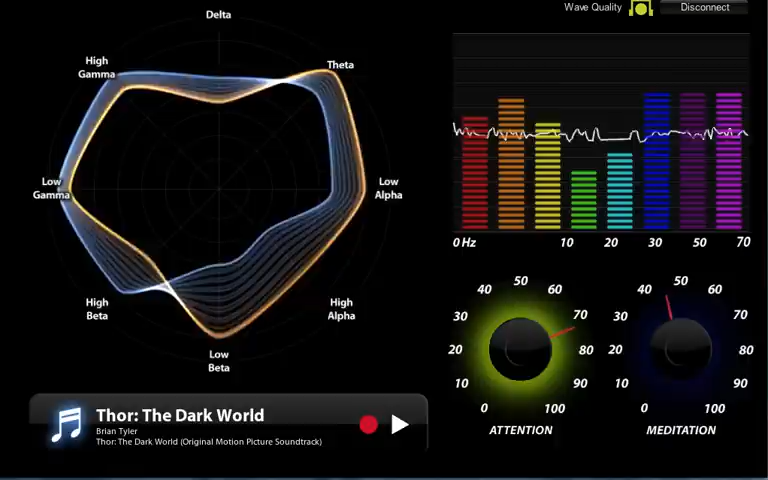 Wave Quality
Disconnect
Delta
High
Gamma
Theta
Low
Gamma
Low
Alpha
High
Beta
High
Alpha
Low
Beta
0 Hz 10 20 30 50 70
0 10 20 30 40 50 60 70 80 90 100
ATTENTION
0 10 20 30 40 50 60 70 80 90 100
MEDITATION
Thor: The Dark World
Brian Tyler
Thor: The Dark World (Original Motion Picture Soundtrack)